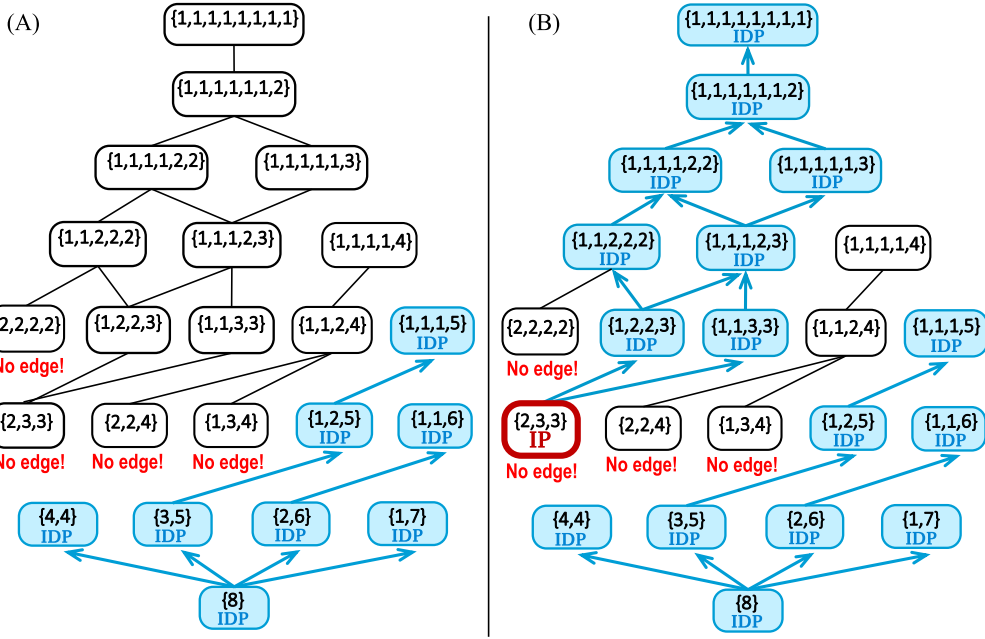 (A)
{1,1,1,1,1,1,1,1}
{1,1,1,1,1,1,2}
{1,1,1,1,2,2}
{1,1,1,1,1,3}
{1,1,2,2,2}
{1,1,1,2,3}
{1,1,1,1,4}
2,2,2,2}
{1,2,2,3}
{1,1,3,3}
{1,1,2,4}
{1,1,1,5}
IDP
No edge!
{2,3,3}
{2,2,4}
{1,3,4}
{1,2,5}
IDP
{1,1,6}
IDP
No edge!
No edge!
No edge!
{4,4}
IDP
{3,5}
IDP
{2,6}
IDP
{1,7}
IDP
{8}
IDP
(B)
{1,1,1,1,1,1,1,1}
IDP
{1,1,1,1,1,1,2}
IDP
{1,1,1,1,2,2}
IDP
{1,1,1,1,1,3}
IDP
{1,1,2,2,2}
IDP
{1,1,1,2,3}
IDP
{1,1,1,1,4}
{2,2,2,2}
{1,2,2,3}
IDP
{1,1,3,3}
IDP
{1,1,2,4}
{1,1,1,5}
IDP
No edge!
{2,3,3}
IP
{2,2,4}
{1,3,4}
{1,2,5}
IDP
{1,1,6}
IDP
No edge!
No edge!
No edge!
{4,4}
IDP
{3,5}
IDP
{2,6}
IDP
{1,7}
IDP
{8}
IDP